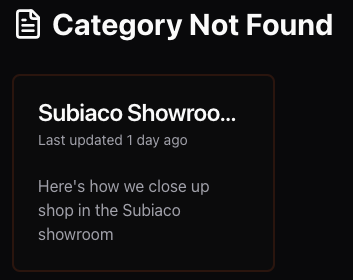 Category Not Found
Subiaco Showroo...
Last updated 1 day ago
Here's how we close up
shop in the Subiaco
showroom